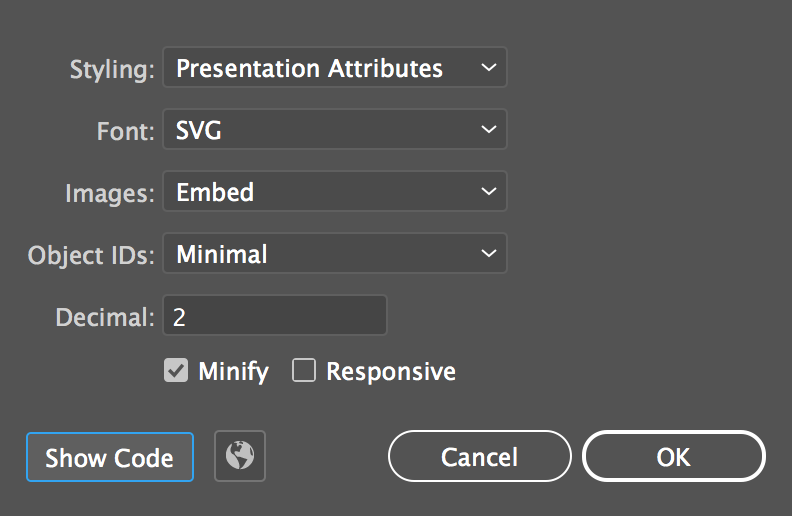 Styling: Presentation Attributes
Font: SVG
Images: Embed
Object IDs: Minimal
Decimal: 2
Minify Responsive
Show Code Cancel OK